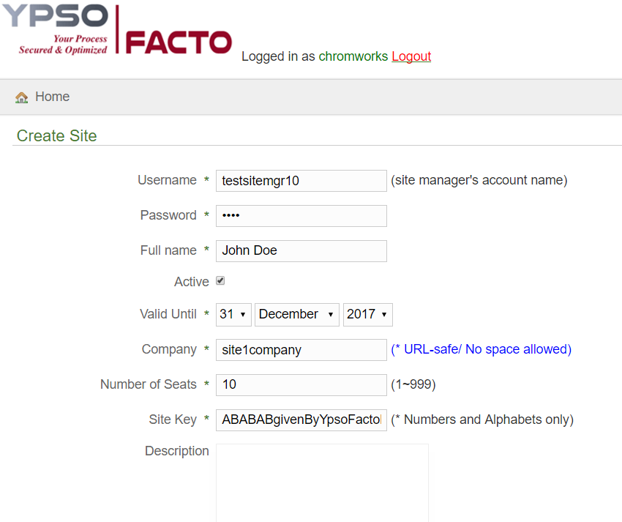 YPSO
FACTO
Your Process
Secured & Optimized
Logged in as chromworks Logout
Home
Create Site
Username * testsitemgr10 (site manager's account name)
Password * ••••
Full name * John Doe
Active
Valid Until * 31 December 2017
Company * site1company (* URL-safe/ No space allowed)
Number of Seats * 10 (1~999)
Site Key * ABABABgivenByYpsoFacto (* Numbers and Alphabets only)
Description